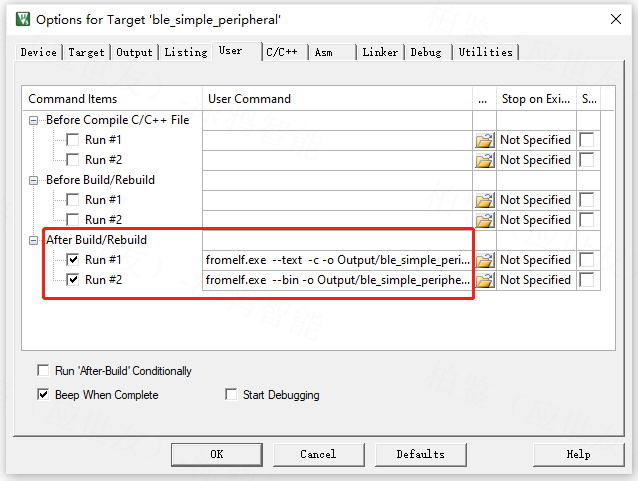 Options for Target 'ble_simple_peripheral'
Device Target Output Listing User C/C++ Asm Linker Debug Utilities
Command Items User Command ... Stop on Exi... S...
Before Compile C/C++ File
Run #1 Not Specified
Run #2 Not Specified
Before Build/Rebuild
Run #1 Not Specified
Run #2 Not Specified
After Build/Rebuild
Run #1 fromelf.exe --text -c -o Output/ble_simple_peri... Not Specified
Run #2 fromelf.exe --bin -o Output/ble_simple_periphe... Not Specified
Run 'After-Build' Conditionally
Beep When Complete Start Debugging
OK Cancel Defaults Help